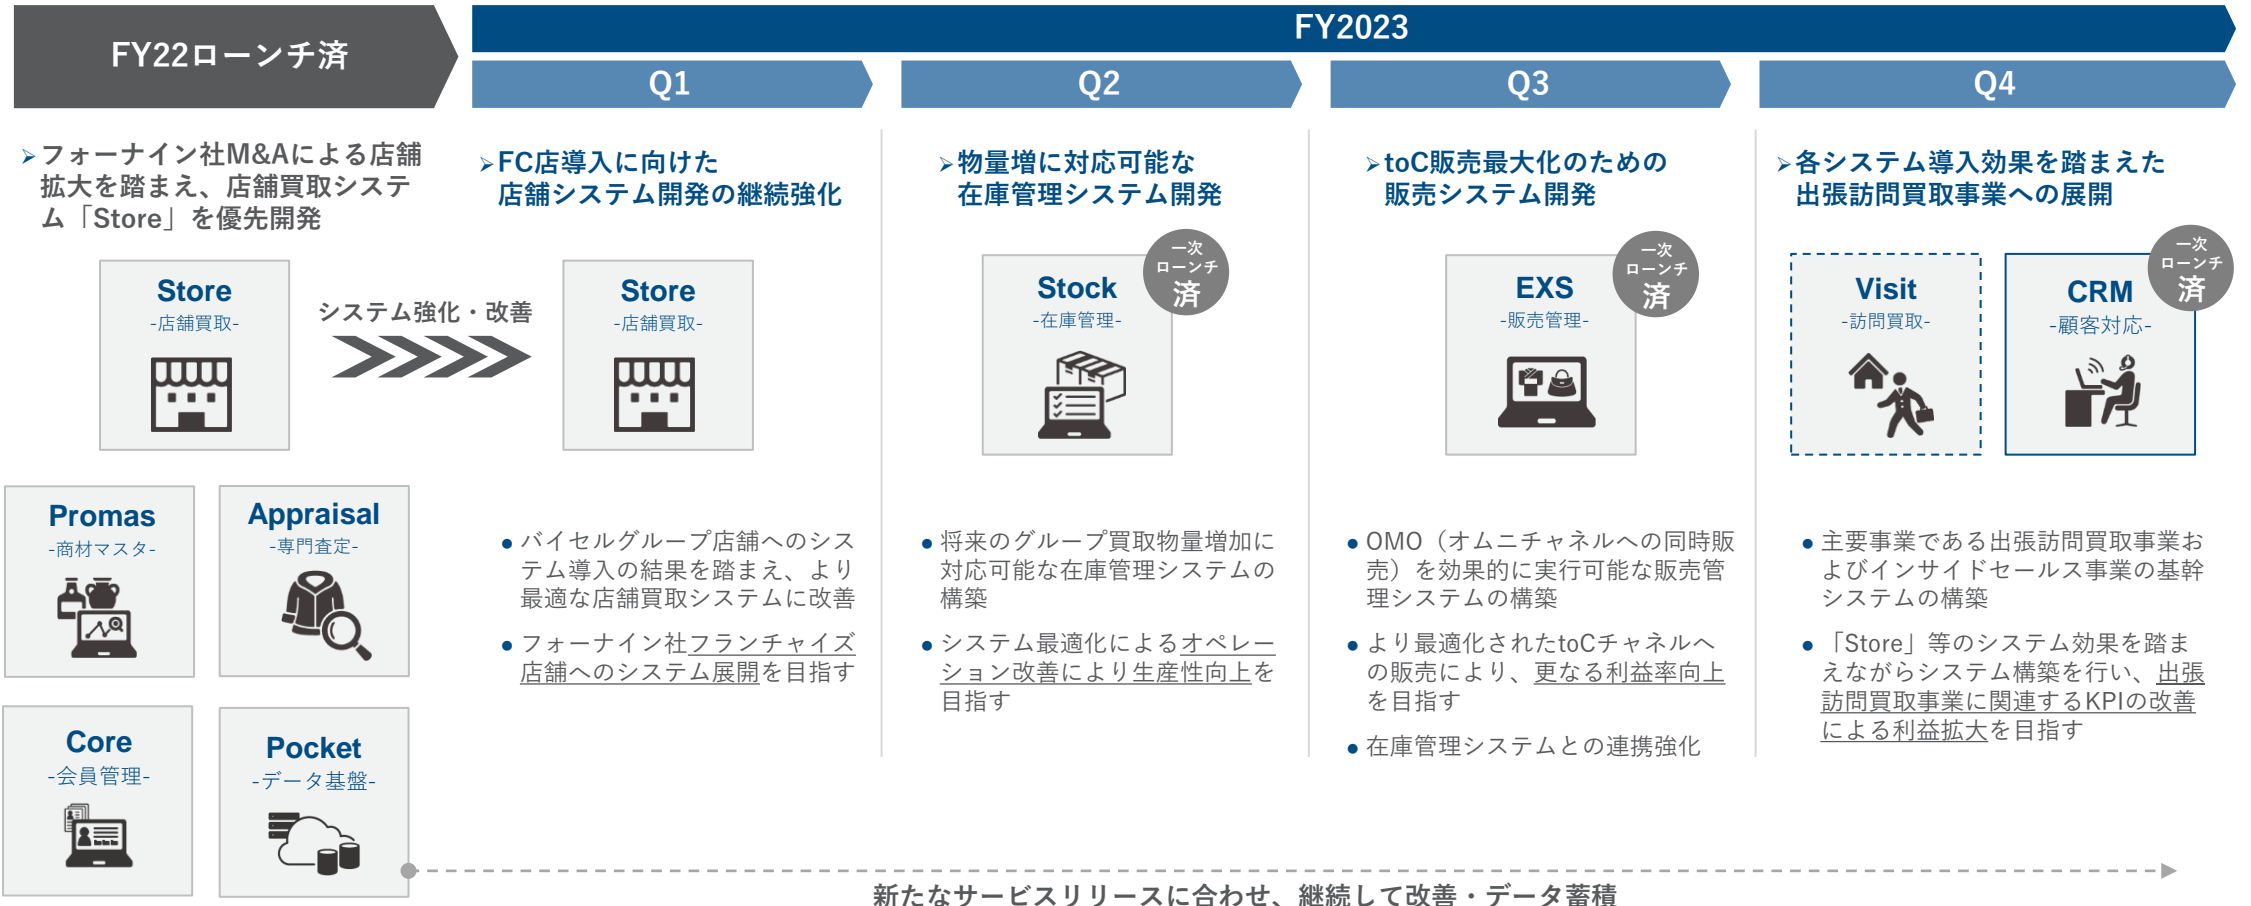 FY22ローンチ済
FY2023
Q1
Q2
Q3
Q4
➢フォーナイン社M&Aによる店舗
拡大を踏まえ、店舗買取システ
ム「Store」を優先開発
Store
-店舗買取-
システム強化・改善
Promas
-商材マスタ-
Appraisal
-専門査定-
Core
-会員管理-
Pocket
-データ基盤-
➢FC店導入に向けた
店舗システム開発の継続強化
Store
-店舗買取-
●バイセルグループ店舗へのシス
テム導入の結果を踏まえ、より
最適な店舗買取システムに改善
●フォーナイン社フランチャイズ
店舗へのシステム展開を目指す
➢物量増に対応可能な
在庫管理システム開発
一次
ローンチ
済
Stock
-在庫管理-
●将来のグループ買取物量増加に
対応可能な在庫管理システムの
構築
●システム最適化によるオペレー
ション改善により生産性向上を
目指す
➢toC販売最大化のための
販売システム開発
一次
ローンチ
済
EXS
-販売管理-
●OMO（オムニチャネルへの同時販
売）を効果的に実行可能な販売管
理システムの構築
●より最適化されたtoCチャネルへ
の販売により、更なる利益率向上
を目指す
●在庫管理システムとの連携強化
➢各システム導入効果を踏まえた
出張訪問買取事業への展開
Visit
-訪問買取-
一次
ローンチ
済
CRM
-顧客対応-
●主要事業である出張訪問買取事業お
よびインサイドセールス事業の基幹
システムの構築
●「Store」等のシステム効果を踏ま
えながらシステム構築を行い、出張
訪問買取事業に関連するKPIの改善
による利益拡大を目指す
新たなサービスリリースに合わせ、継続して改善・データ蓄積